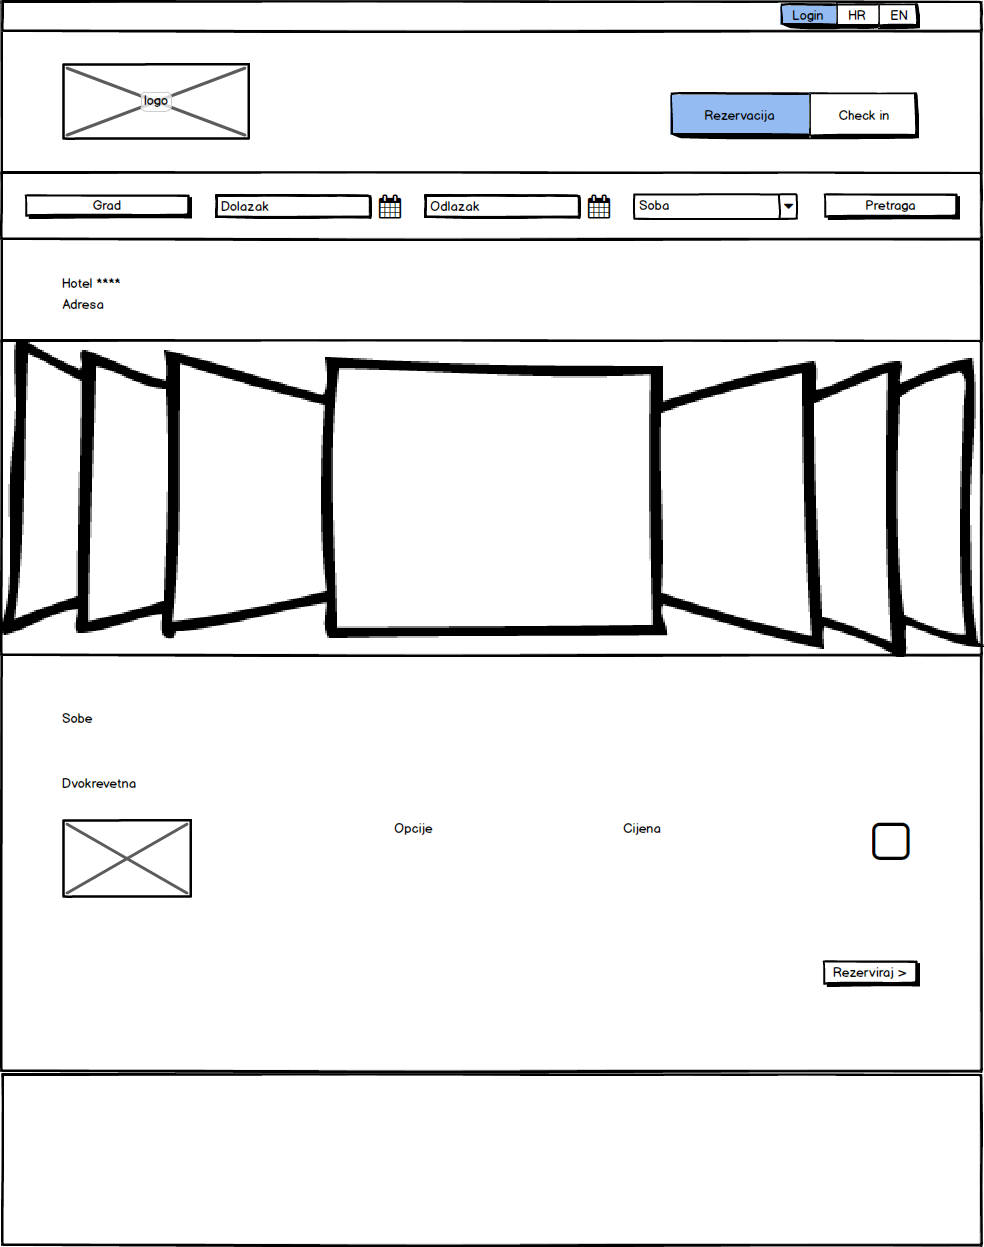 Login HR EN
logo
Rezervacija Check in
Grad Dolazak Odlazak Soba Pretraga
Hotel ****
Adresa
Sobe
Dvokrevetna
Opcije Cijena
Rezerviraj >